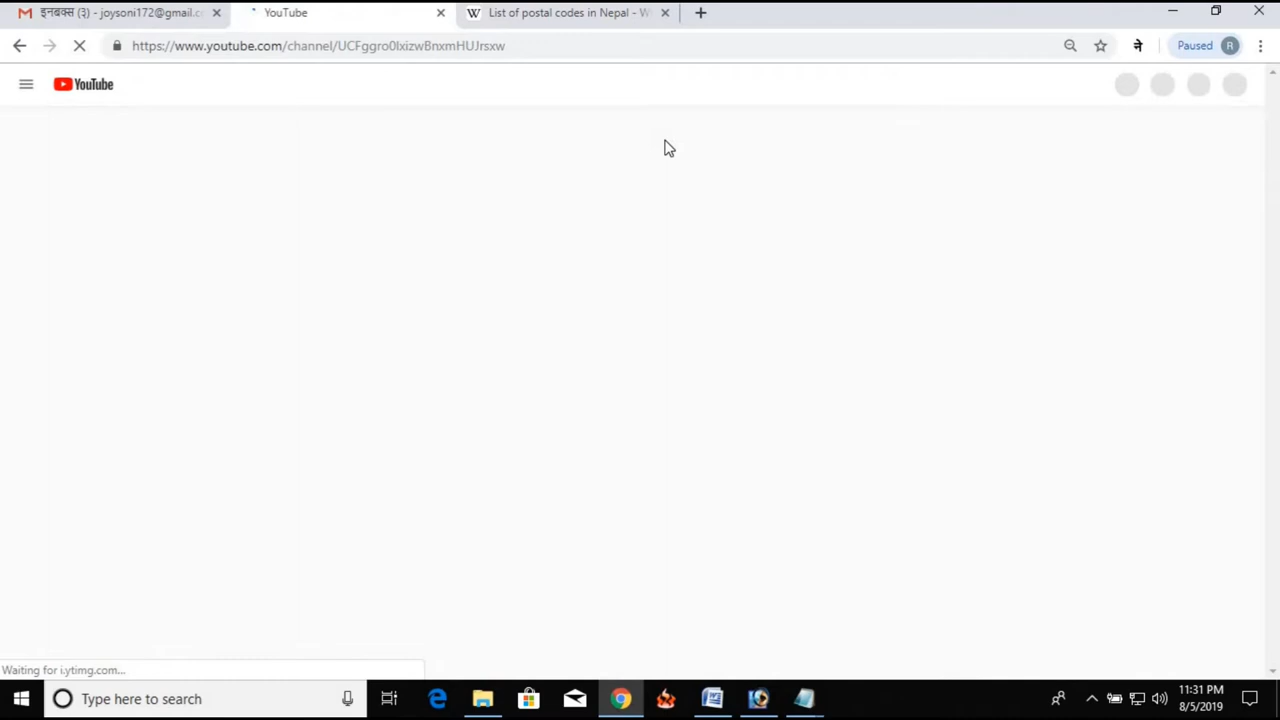 इनबक्स (३) - joysoni172@gmail.c
YouTube
List of postal codes in Nepal - W
https://www.youtube.com/channel/UCFggro0lxizwBnxmHUJrsxw
ने
Paused R
YouTube
Waiting for i.ytimg.com...
Type here to search
11:31 PM
8/5/2019